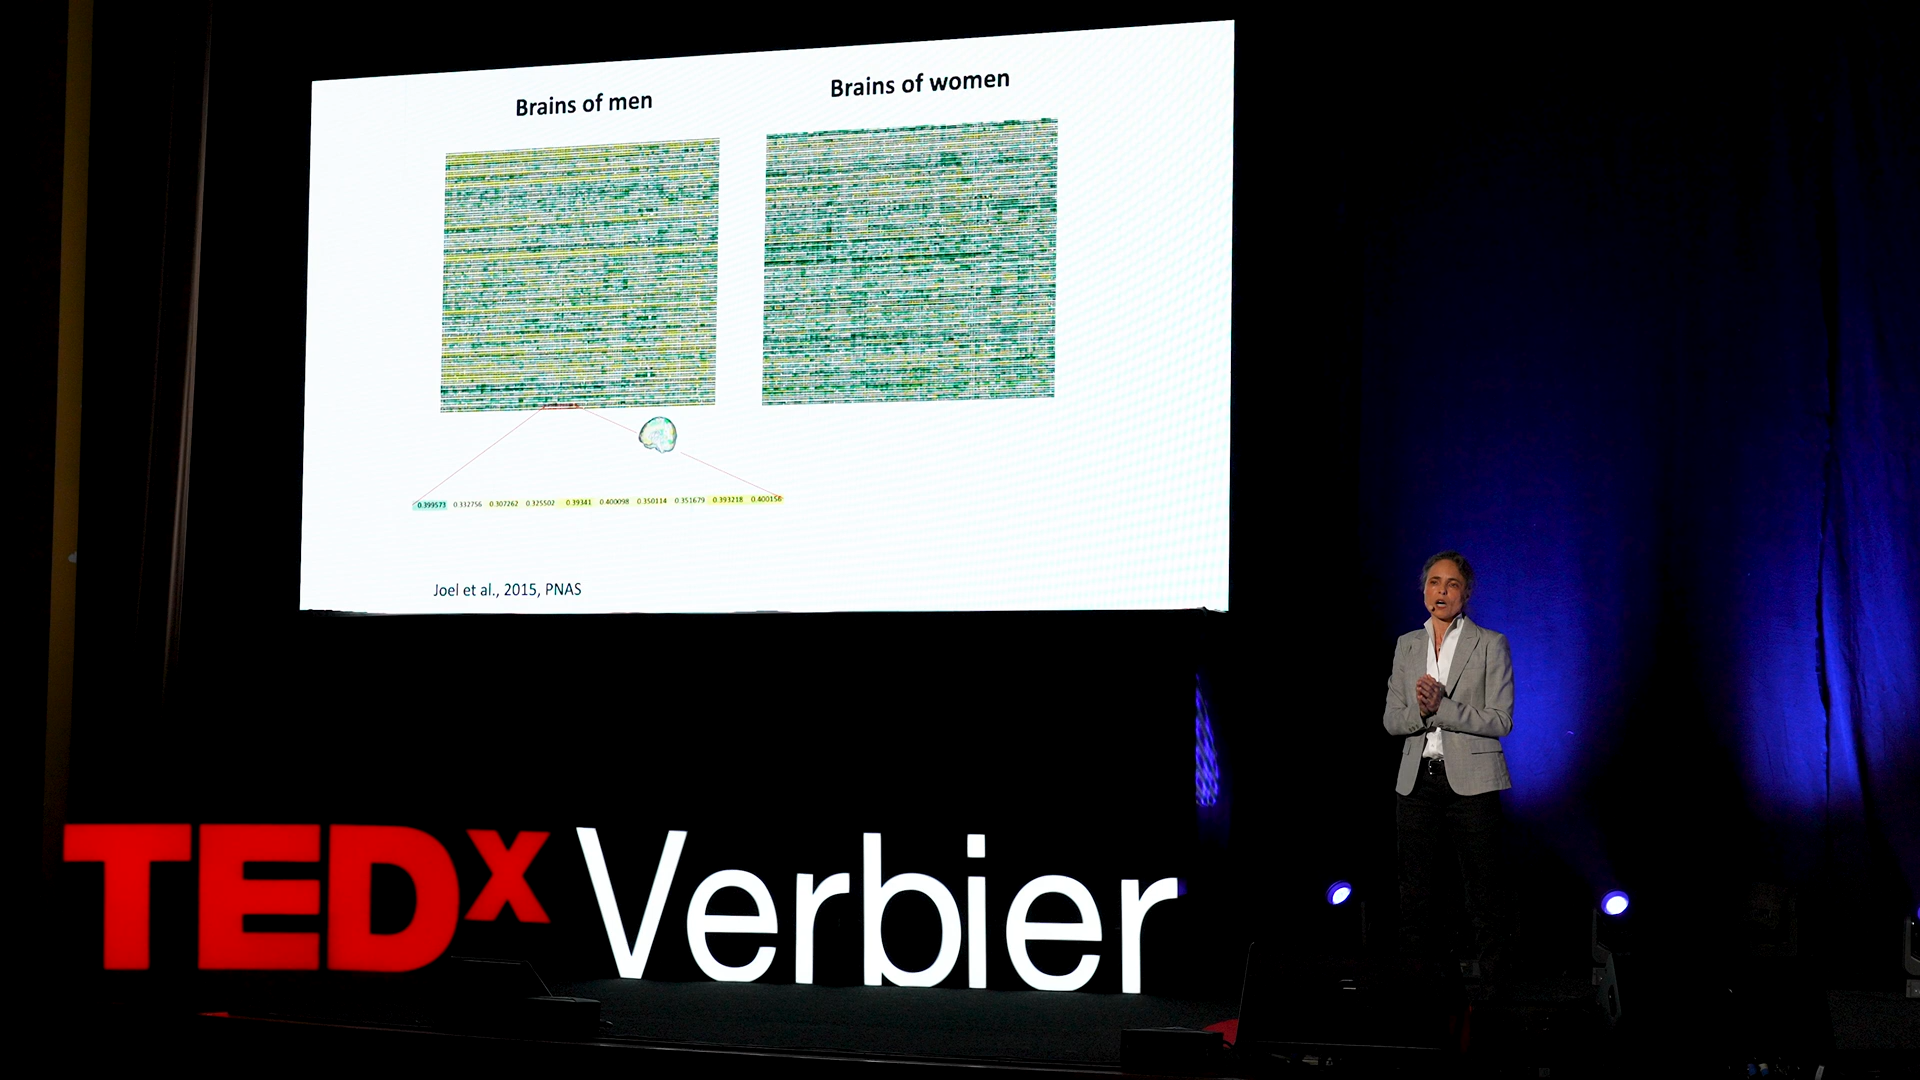 Brains of men
Brains of women
0.399573 0.332756 0.307262 0.325502 0.39341 0.400098 0.350114 0.351679 0.393218 0.400156
Joel et al., 2015, PNAS
TEDx Verbier